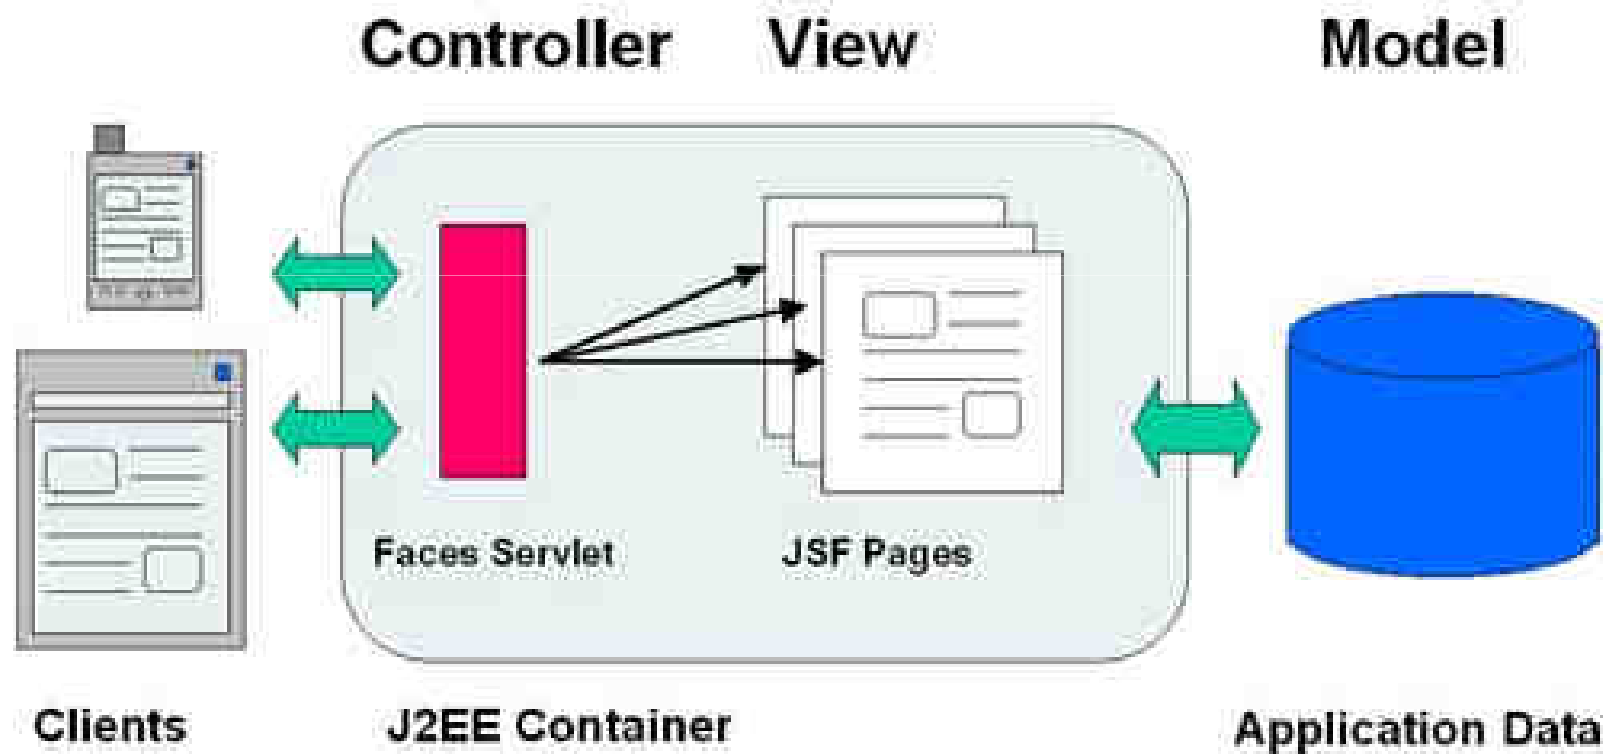 Controller View Model
Faces Servlet JSF Pages
Clients J2EE Container Application Data